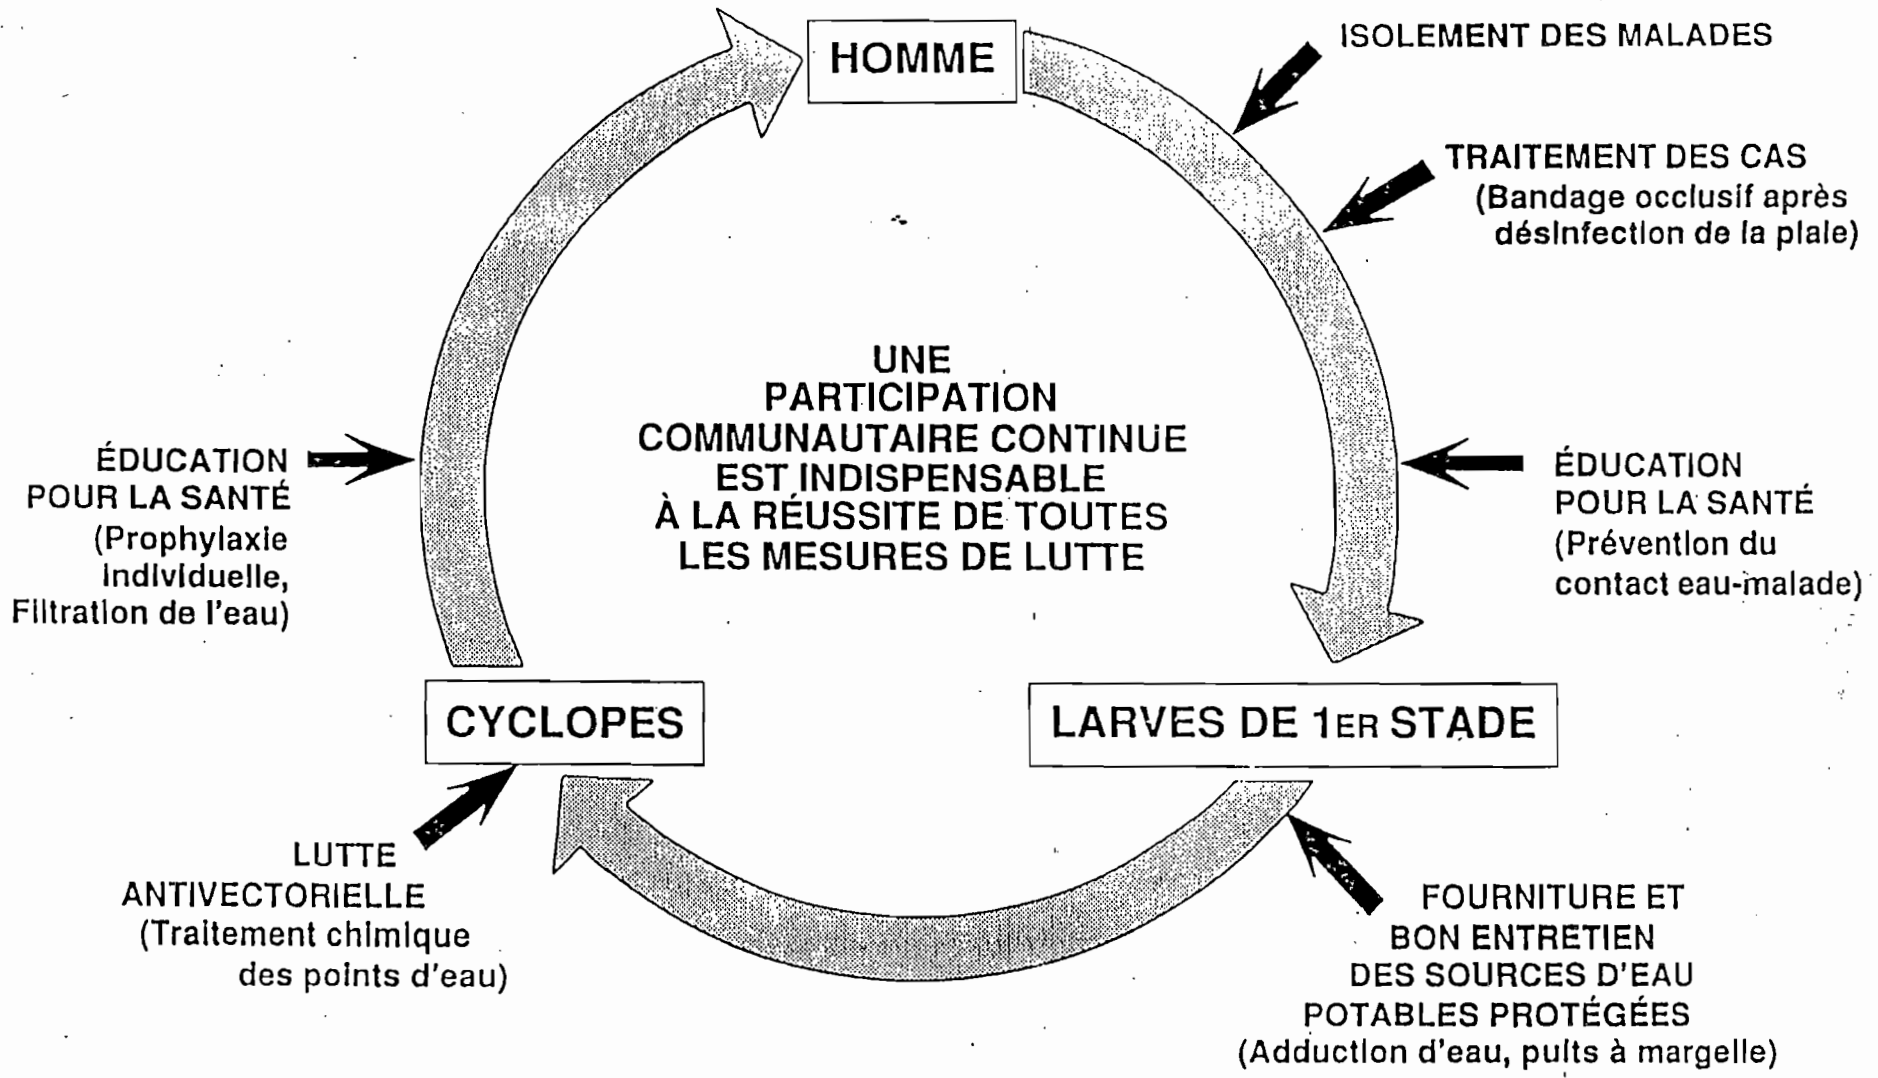 HOMME
ISOLEMENT DES MALADES
TRAITEMENT DES CAS
(Bandage occlusif après
désinfection de la plaie)
UNE
PARTICIPATION
COMMUNAUTAIRE CONTINUE
EST INDISPENSABLE
À LA RÉUSSITE DE TOUTES
LES MESURES DE LUTTE
ÉDUCATION
POUR LA SANTÉ
(Prophylaxie
individuelle,
Filtration de l'eau)
ÉDUCATION
POUR LA SANTÉ
(Prévention du
contact eau-malade)
CYCLOPES
LARVES DE 1ER STADE
LUTTE
ANTIVECTORIELLE
(Traitement chimique
des points d'eau)
FOURNITURE ET
BON ENTRETIEN
DES SOURCES D'EAU
POTABLES PROTÉGÉES
(Adduction d'eau, puits à margelle)